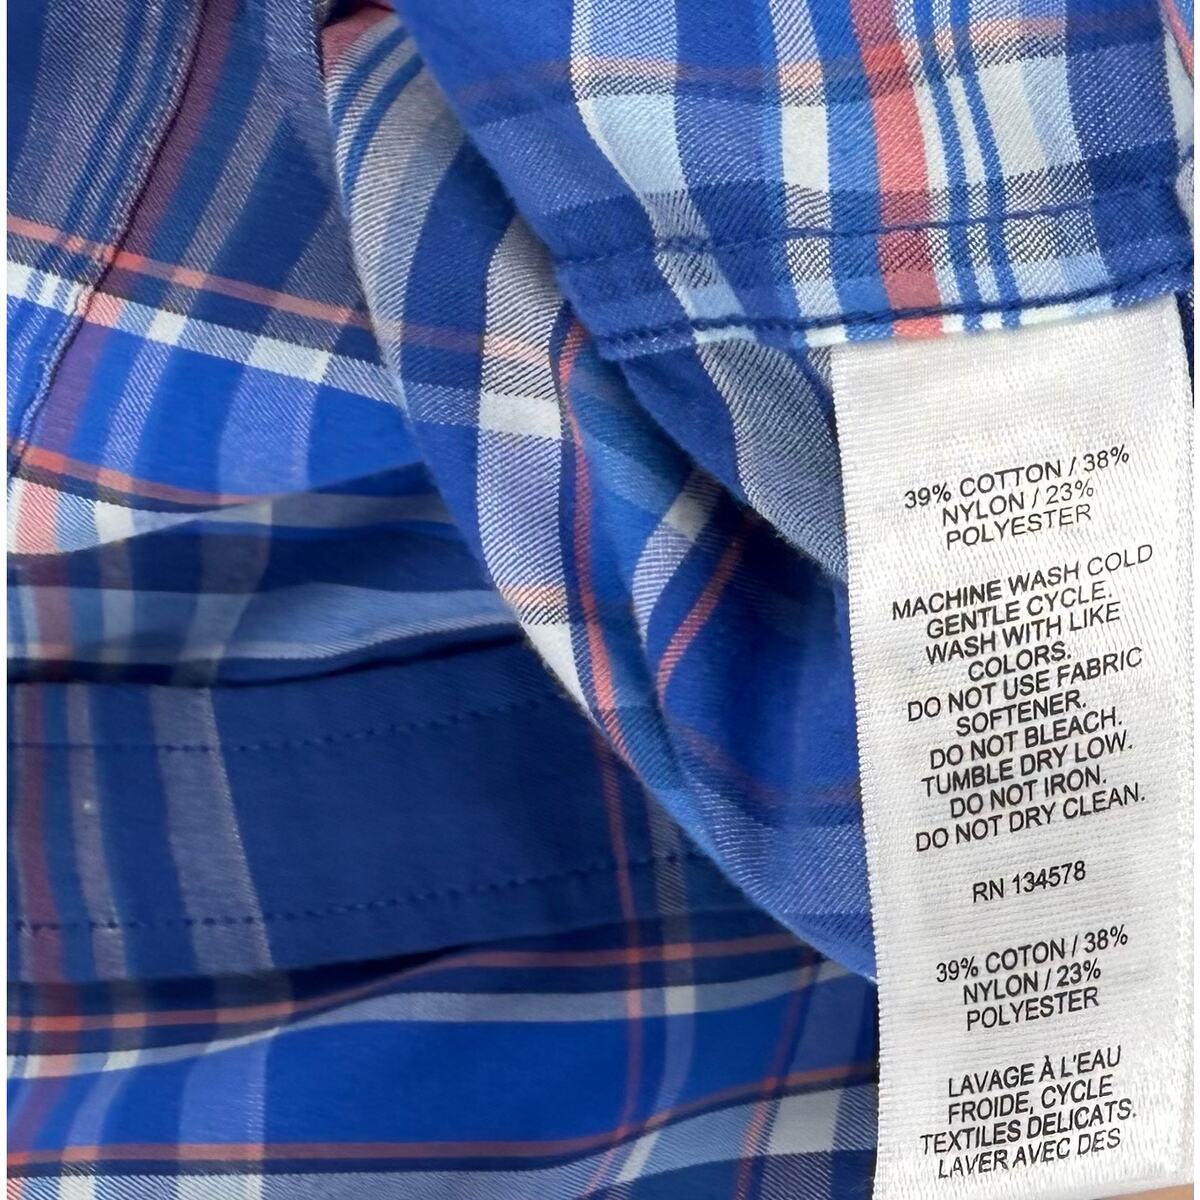 39% COTTON / 38%
NYLON / 23%
POLYESTER
MACHINE WASH COLD
GENTLE CYCLE.
WASH WITH LIKE
COLORS.
DO NOT USE FABRIC
SOFTENER.
DO NOT BLEACH.
TUMBLE DRY LOW.
DO NOT IRON.
DO NOT DRY CLEAN.
RN 134578
39% COTON / 38%
NYLON / 23%
POLYESTER
LAVAGE À L'EAU
FROIDE, CYCLE
TEXTILES DELICATS.
LAVER AVEC DES